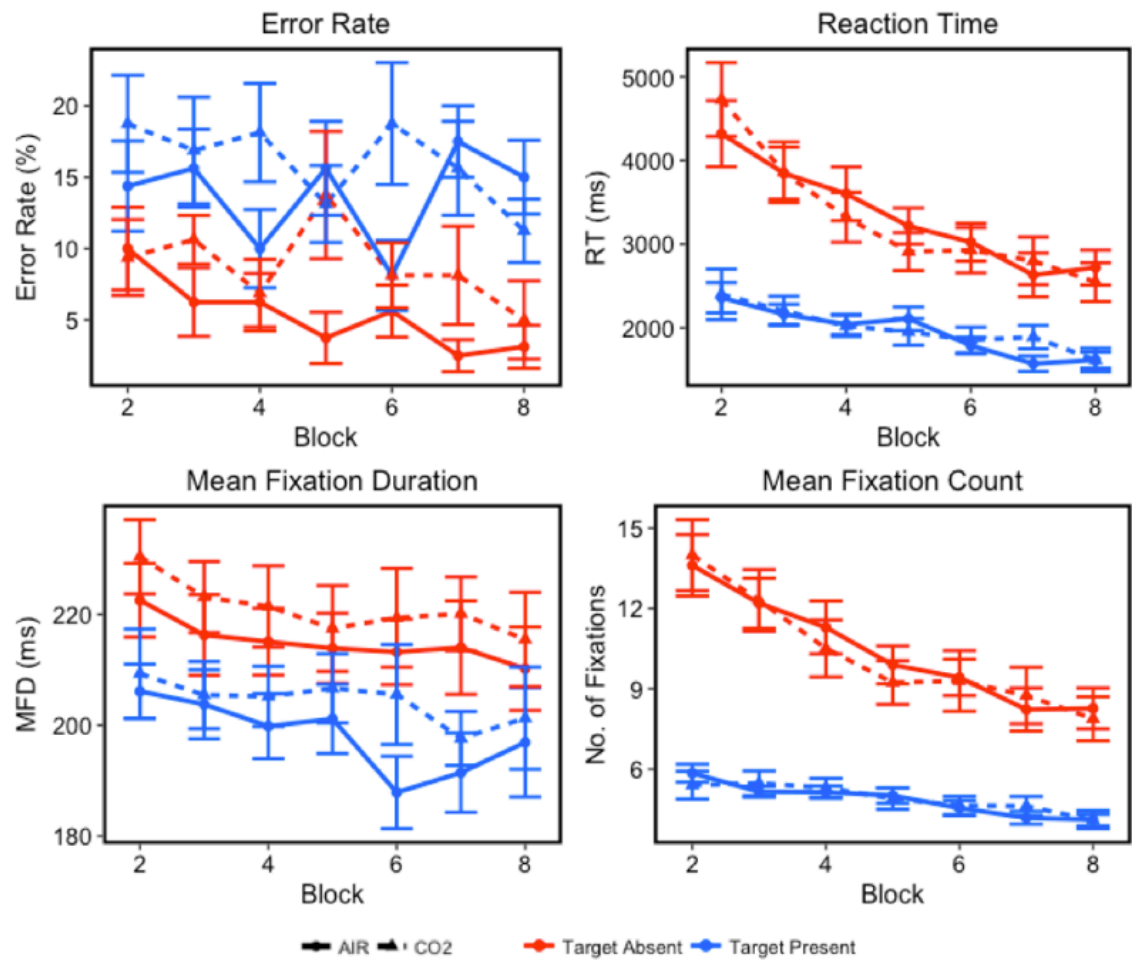 Error Rate
Error Rate (%)
20
15
10
5
2 4 6 8
Block
Reaction Time
RT (ms)
5000
4000
3000
2000
2 4 6 8
Block
Mean Fixation Duration
MFD (ms)
220
200
180
2 4 6 8
Block
Mean Fixation Count
No. of Fixations
15
12
9
6
2 4 6 8
Block
AIR CO2 Target Absent Target Present